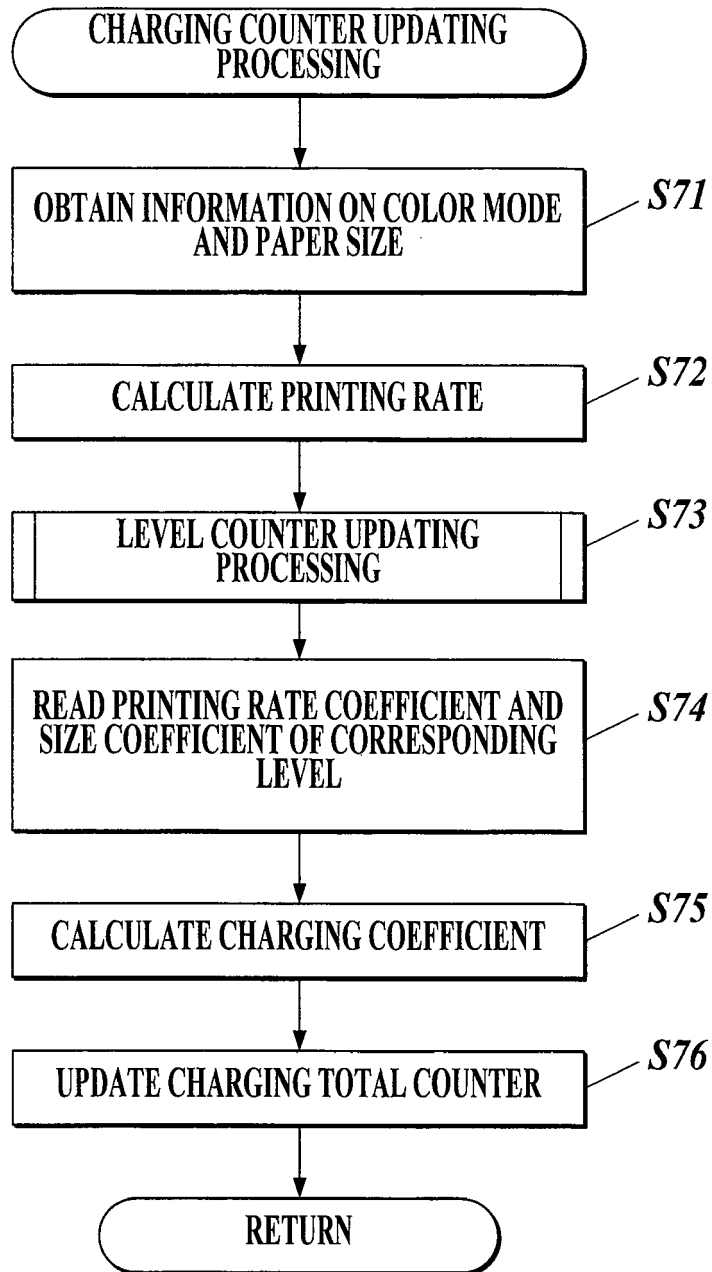 CHARGING COUNTER UPDATING
PROCESSING
OBTAIN INFORMATION ON COLOR MODE
AND PAPER SIZE
S71
CALCULATE PRINTING RATE
S72
LEVEL COUNTER UPDATING
PROCESSING
S73
READ PRINTING RATE COEFFICIENT AND
SIZE COEFFICIENT OF CORRESPONDING
LEVEL
S74
CALCULATE CHARGING COEFFICIENT
S75
UPDATE CHARGING TOTAL COUNTER
S76
RETURN